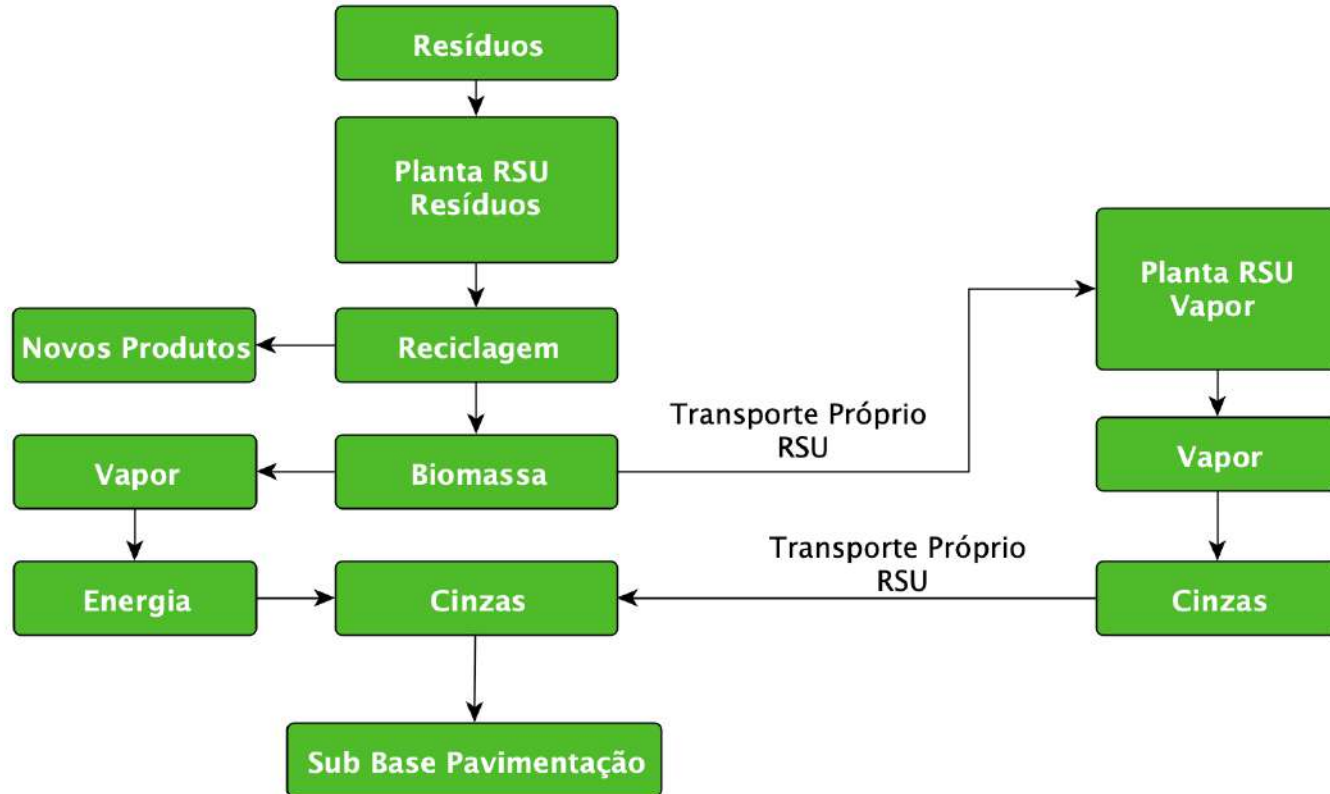 Resíduos
Planta RSU
Resíduos
Novos Produtos
Reciclagem
Planta RSU
Vapor
Transporte Próprio
RSU
Vapor
Biomassa
Vapor
Transporte Próprio
RSU
Energia
Cinzas
Cinzas
Sub Base Pavimentação